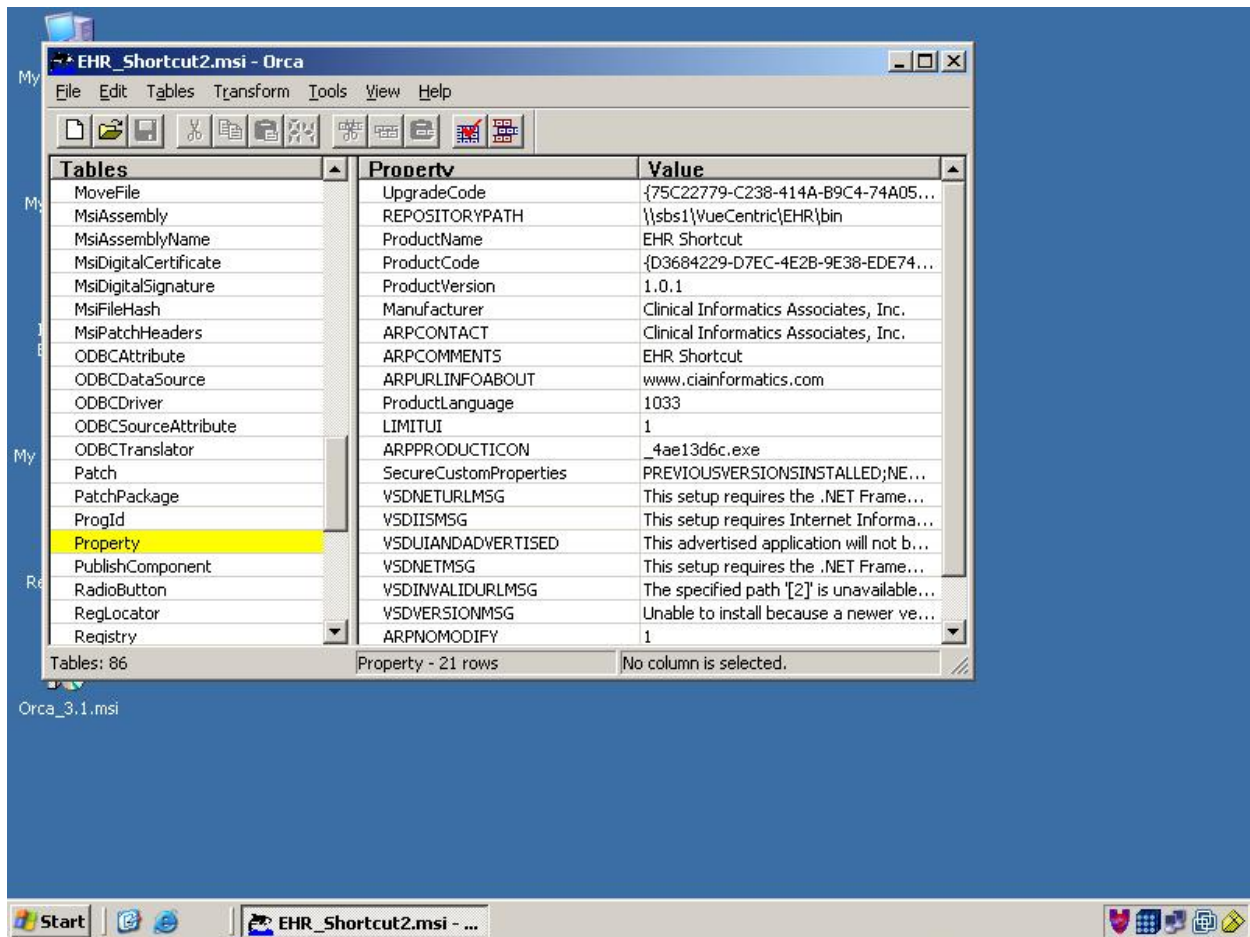 My
EHR_Shortcut2.msi - Orca
File Edit Tables Transform Tools View Help
Tables Property Value
MoveFile UpgradeCode {75C22779-C238-414A-B9C4-74A05...
MsiAssembly REPOSITORYPATH \\sbs1\VueCentric\EHR\bin
MsiAssemblyName ProductName EHR Shortcut
MsiDigitalCertificate ProductCode {D3684229-D7EC-4E2B-9E38-EDE74...
MsiDigitalSignature ProductVersion 1.0.1
MsiFileHash Manufacturer Clinical Informatics Associates, Inc.
MsiPatchHeaders ARPCONTACT Clinical Informatics Associates, Inc.
ODBCAttribute ARPCOMMENTS EHR Shortcut
ODBCDataSource ARPURLINFOABOUT www.ciainformatics.com
ODBCDriver ProductLanguage 1033
ODBCSourceAttribute LIMITUI 1
My
ODBCTranslator ARPPRODUCTICON _4ae13d6c.exe
Patch SecureCustomProperties PREVIOUSVERSIONSINSTALLED;NE...
PatchPackage VSDNETURLMSG This setup requires the .NET Frame...
ProgId VSDIISMSG This setup requires Internet Informa...
Property VSDUIANDADVERTISED This advertised application will not b...
PublishComponent VSDNETMSG This setup requires the .NET Frame...
RadioButton VSDINVALIDURLMSG The specified path '[2]' is unavailable...
RegLocator VSDVERSIONMSG Unable to install because a newer ve...
Registry ARPNOMODIFY 1
Tables: 86 Property - 21 rows No column is selected.
Orca_3.1.msi
Start EHR_Shortcut2.msi - ...